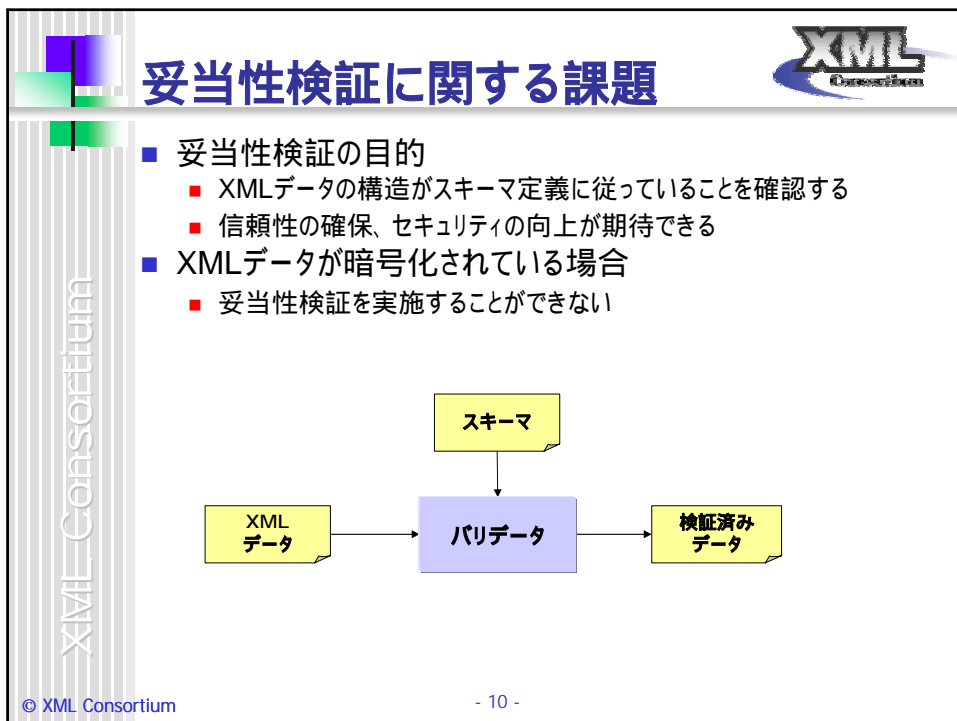 妥当性検証に関する課題
XML
Consortium
妥当性検証の目的
XMLデータの構造がスキーマ定義に従っていることを確認する
信頼性の確保、セキュリティの向上が期待できる
XMLデータが暗号化されている場合
妥当性検証を実施することができない
スキーマ
XML
データ
バリデータ
検証済み
データ
XML Consortium
© XML Consortium
- 10 -